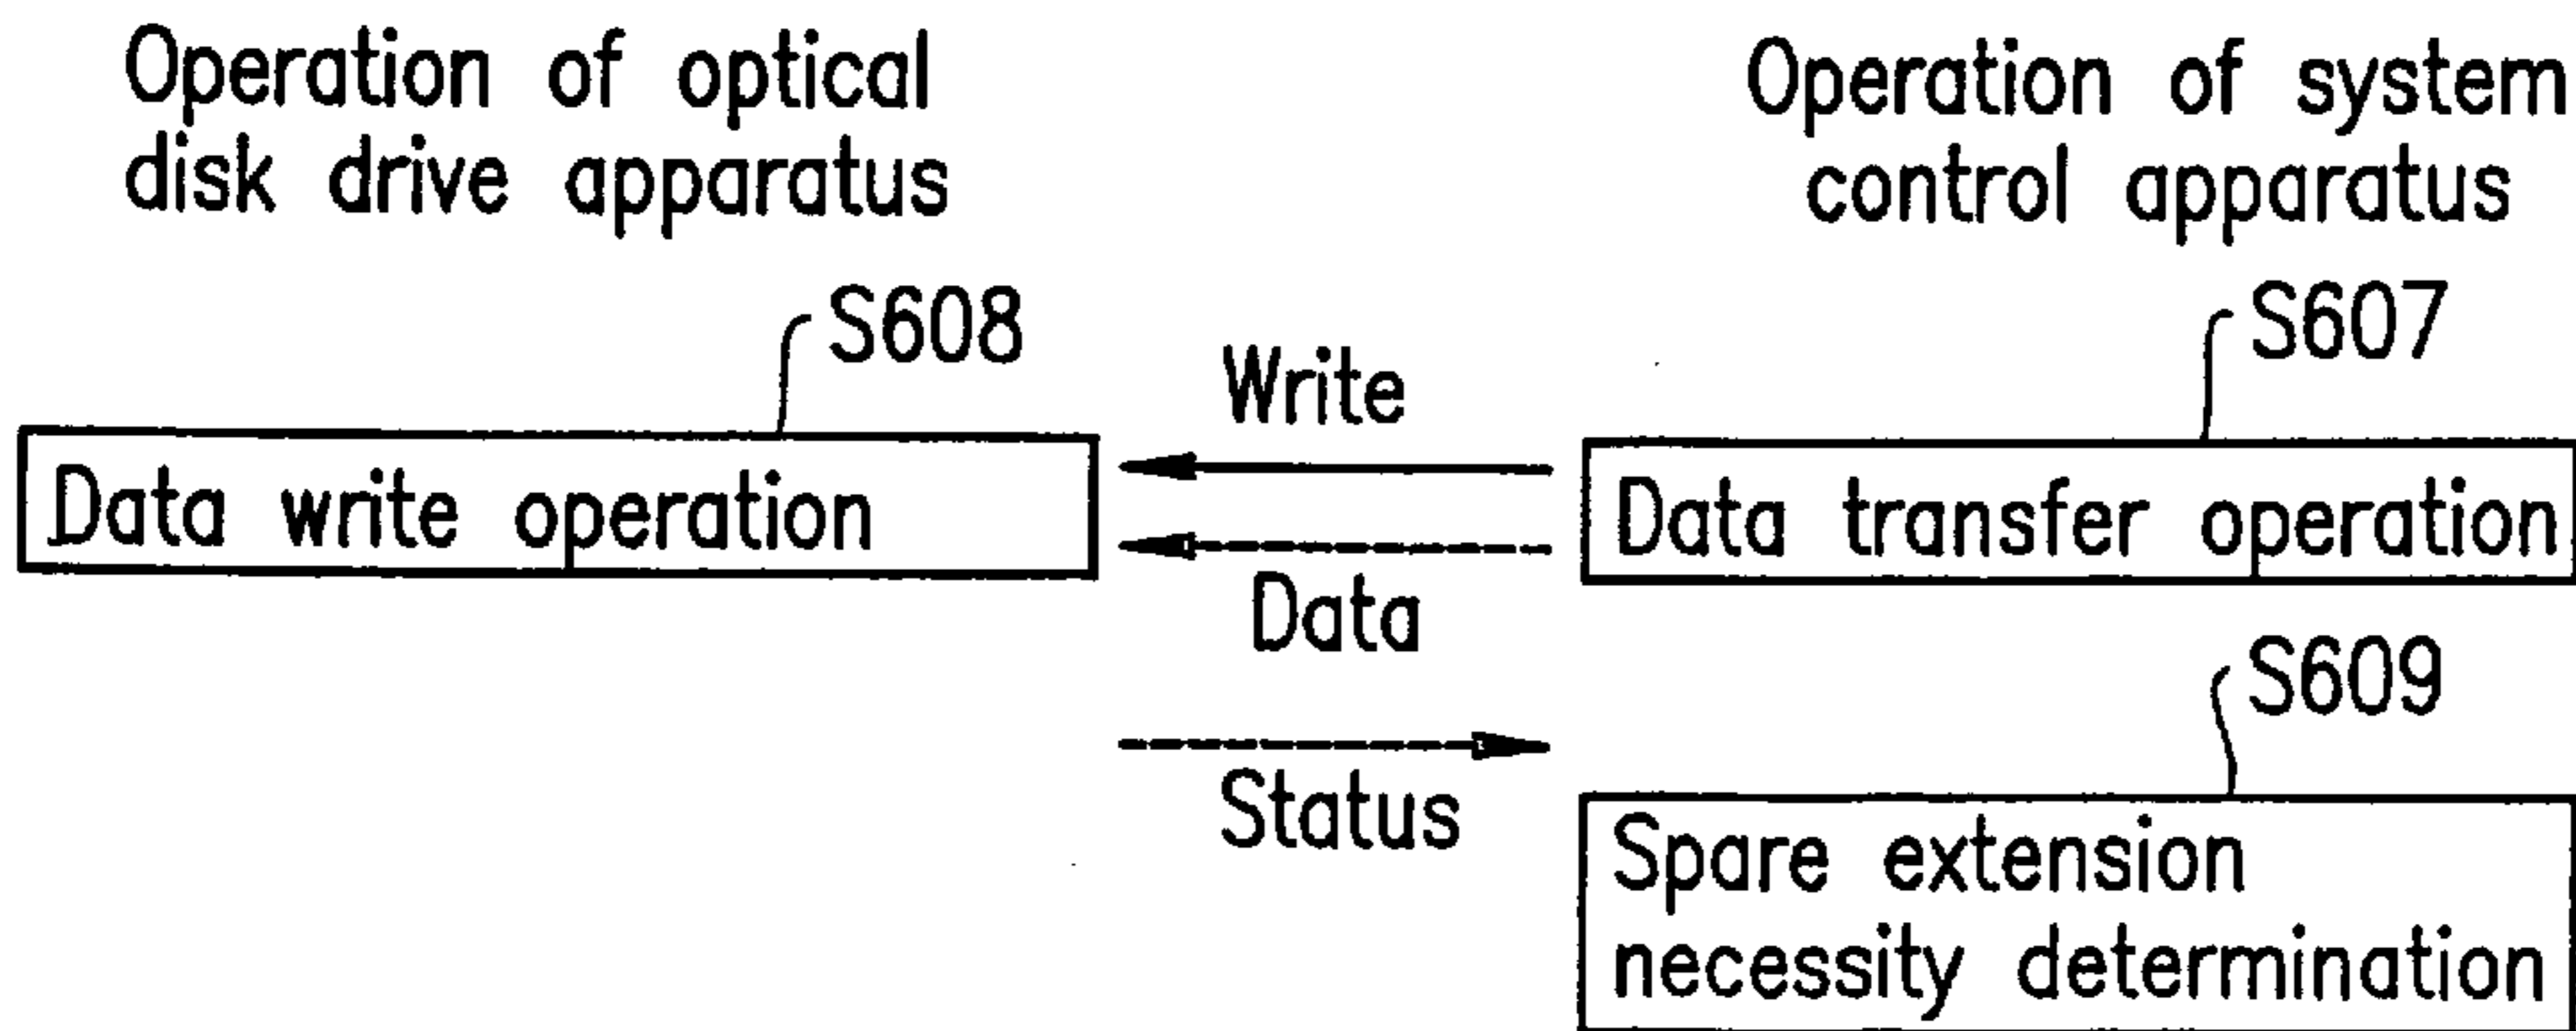 Operation of optical
disk drive apparatus
Operation of system
control apparatus
S608
S607
Write
Data write operation
Data transfer operation
Data
S609
Status
Spare extension
necessity determination